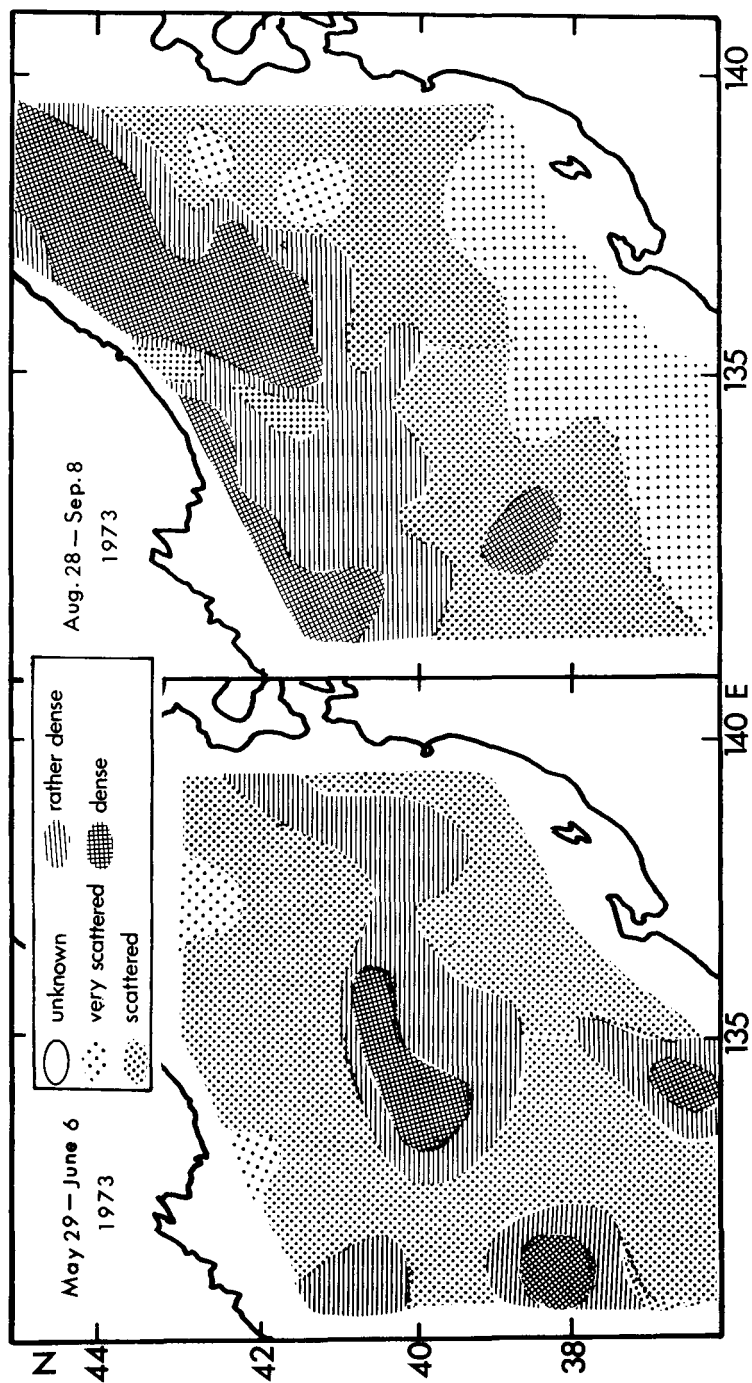 May 29 – June 6
1973
unknown
very scattered
scattered
rather dense
dense
Aug. 28 – Sep. 8
1973
N
44
42
40
38
135
140 E
135
140